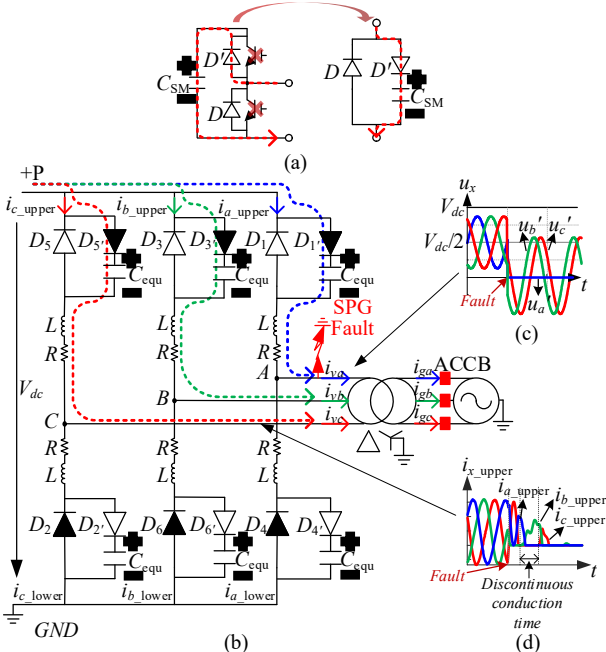 D' D' D D
C_SM C_SM
(a)
+P
i_c_upper i_b_upper i_a_upper
D_5 D_5' D_3 D_3' D_1 D_1'
C_equ C_equ C_equ
SPG
Fault
L L L
R R R
A i_va i_ga ACCB
B i_vb i_gb
V_dc C i_vc i_gc
R R R
L L L
D_2 D_2' D_6 D_6' D_4 D_4'
C_equ C_equ C_equ
i_c_lower i_b_lower i_a_lower
GND
(b)
u_x
V_dc
u_b' u_c'
V_dc/2
Fault u_a' t
(c)
i_x_upper
i_a_upper
i_b_upper
i_c_upper
Fault t
Discontinuous
conduction
time
(d)